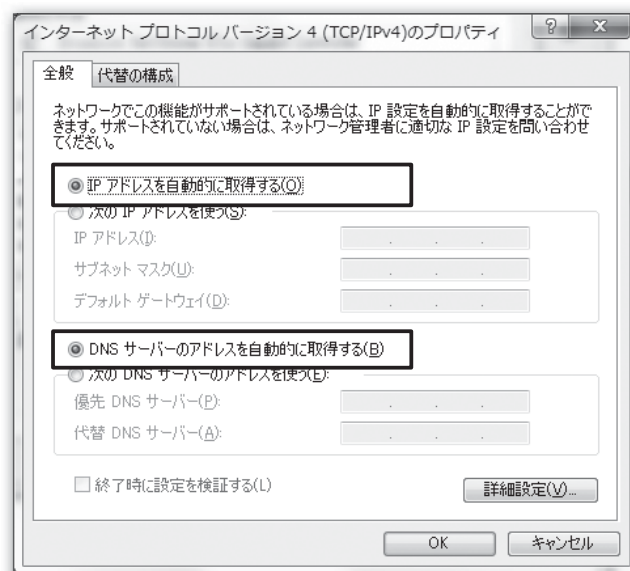 インターネット プロトコル バージョン 4 (TCP/IPv4)のプロパティ
全般
代替の構成
ネットワークでこの機能がサポートされている場合は、IP 設定を自動的に取得することがで
きます。サポートされていない場合は、ネットワーク管理者に適切な IP 設定を問い合わせ
てください。
IP アドレスを自動的に取得する(O)
次の IP アドレスを使う(S):
IP アドレス(I):
サブネット マスク(U):
デフォルト ゲートウェイ(D):
DNS サーバーのアドレスを自動的に取得する(B)
次の DNS サーバーのアドレスを使う(E):
優先 DNS サーバー(P):
代替 DNS サーバー(A):
終了時に設定を検証する(L)
詳細設定(V)...
OK
キャンセル